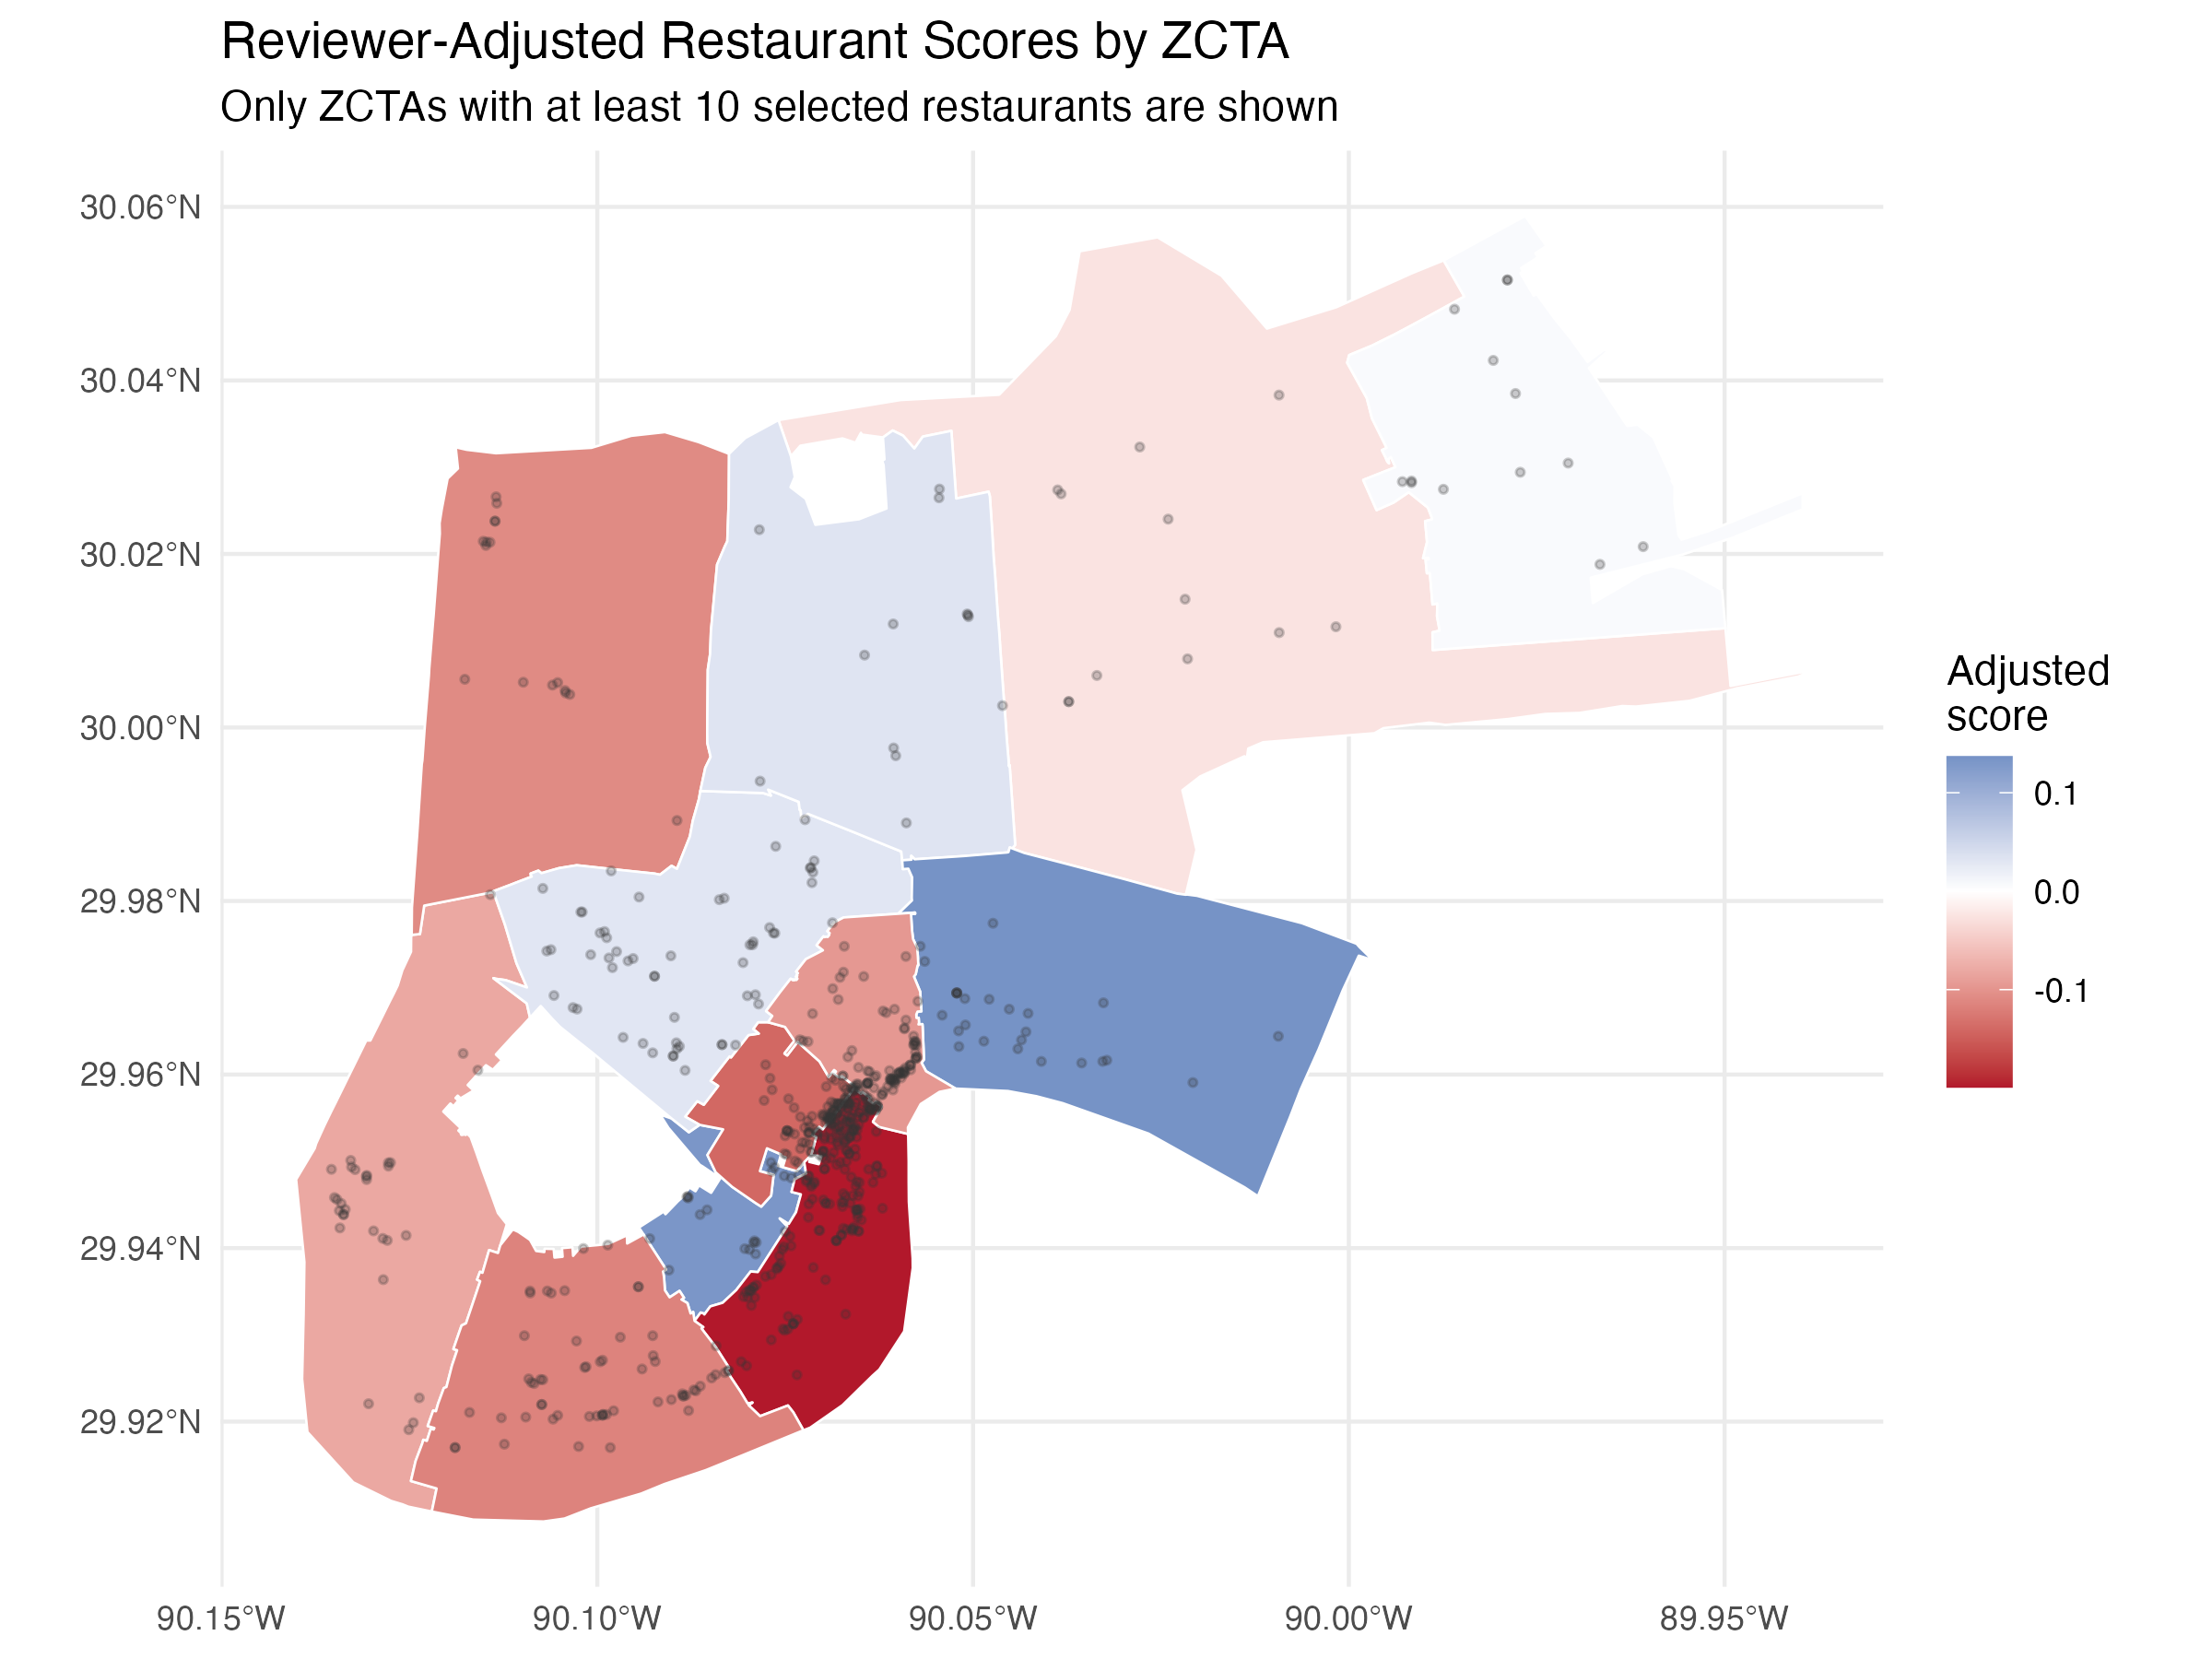 Reviewer-Adjusted Restaurant Scores by ZCTA
Only ZCTAs with at least 10 selected restaurants are shown
30.06°N
30.04°N
30.02°N
30.00°N
29.98°N
29.96°N
29.94°N
29.92°N
90.15°W
90.10°W
90.05°W
90.00°W
89.95°W
Adjusted
score
0.1
0.0
-0.1